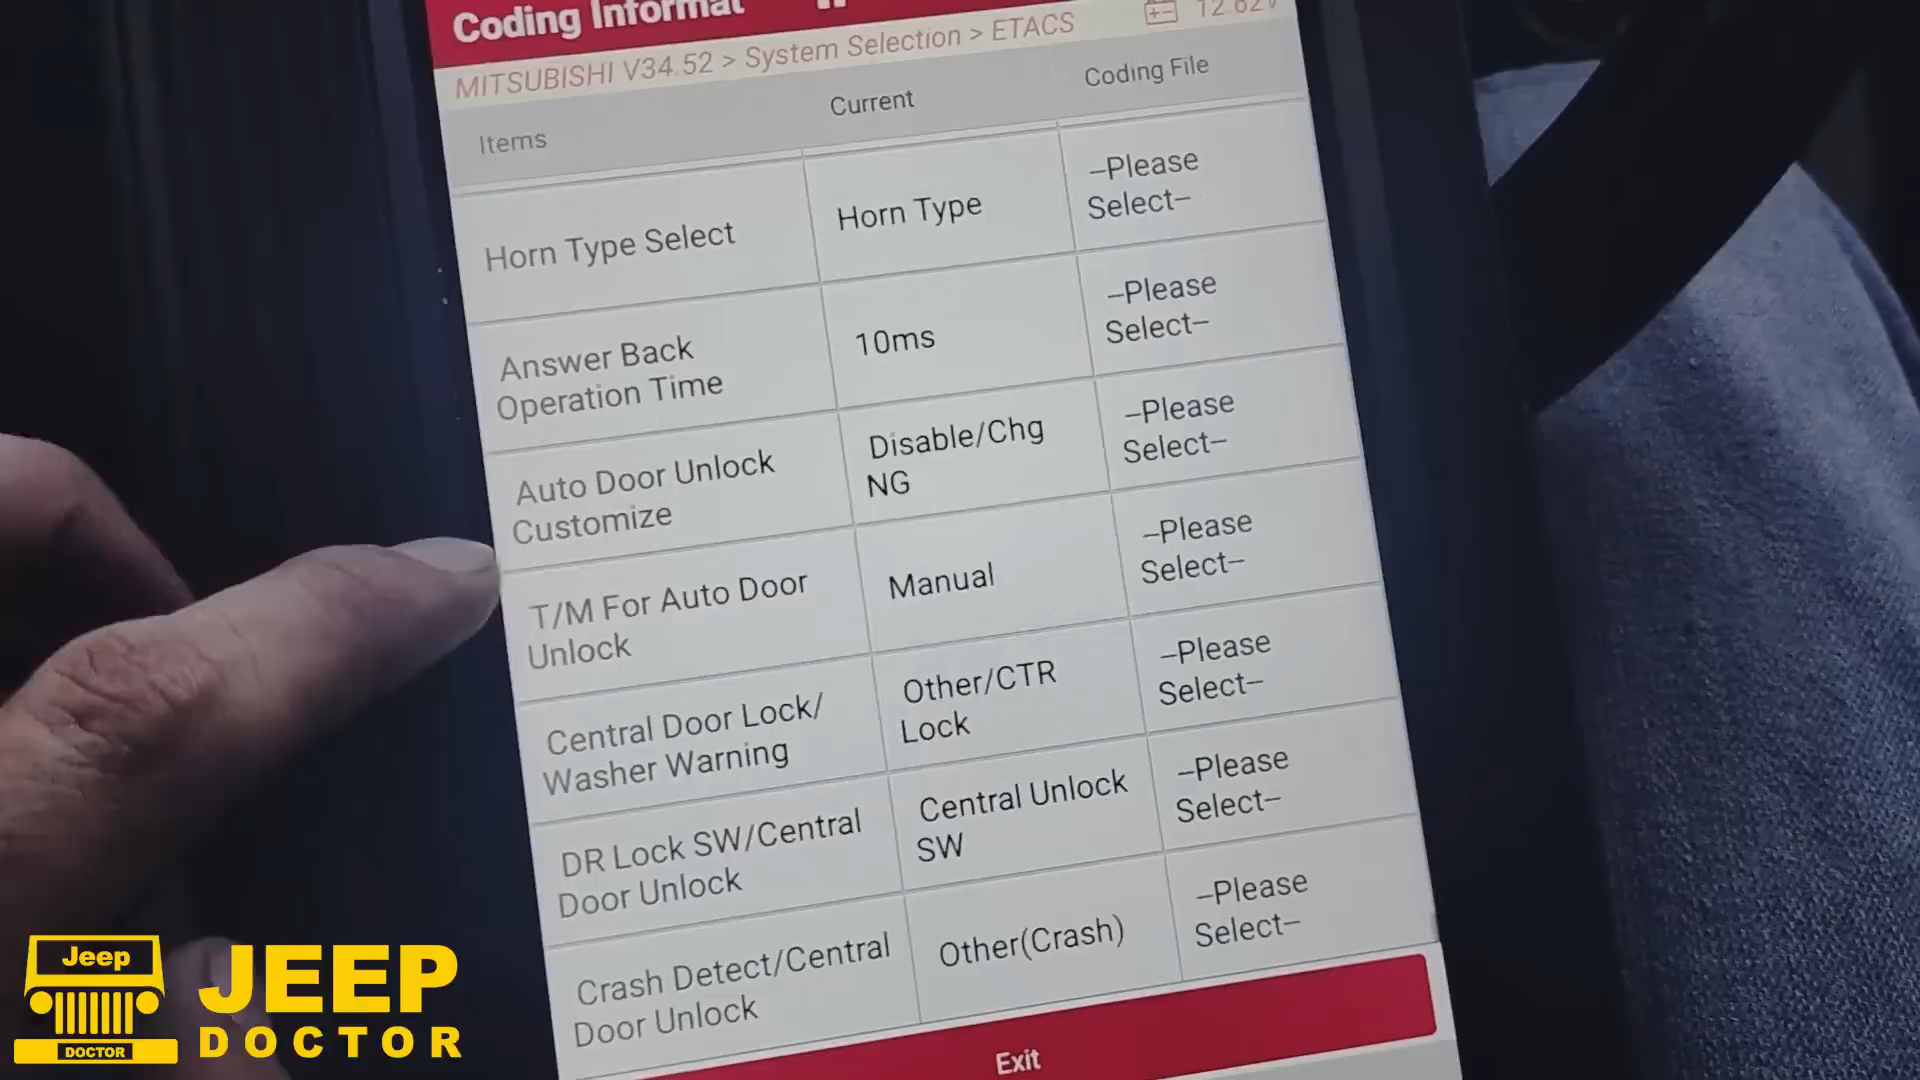 Coding Informat
12 62V
MITSUBISHI V34.52 > System Selection > ETACS
Items
Current
Coding File
Horn Type Select
Horn Type
–Please
Select–
Answer Back
Operation Time
10ms
–Please
Select–
Auto Door Unlock
Customize
Disable/Chg
NG
–Please
Select–
T/M For Auto Door
Unlock
Manual
–Please
Select–
Central Door Lock/
Washer Warning
Other/CTR
Lock
–Please
Select–
DR Lock SW/Central
Door Unlock
Central Unlock
SW
–Please
Select–
Crash Detect/Central
Door Unlock
Other(Crash)
–Please
Select–
Exit
Jeep
DOCTOR
JEEP
DOCTOR